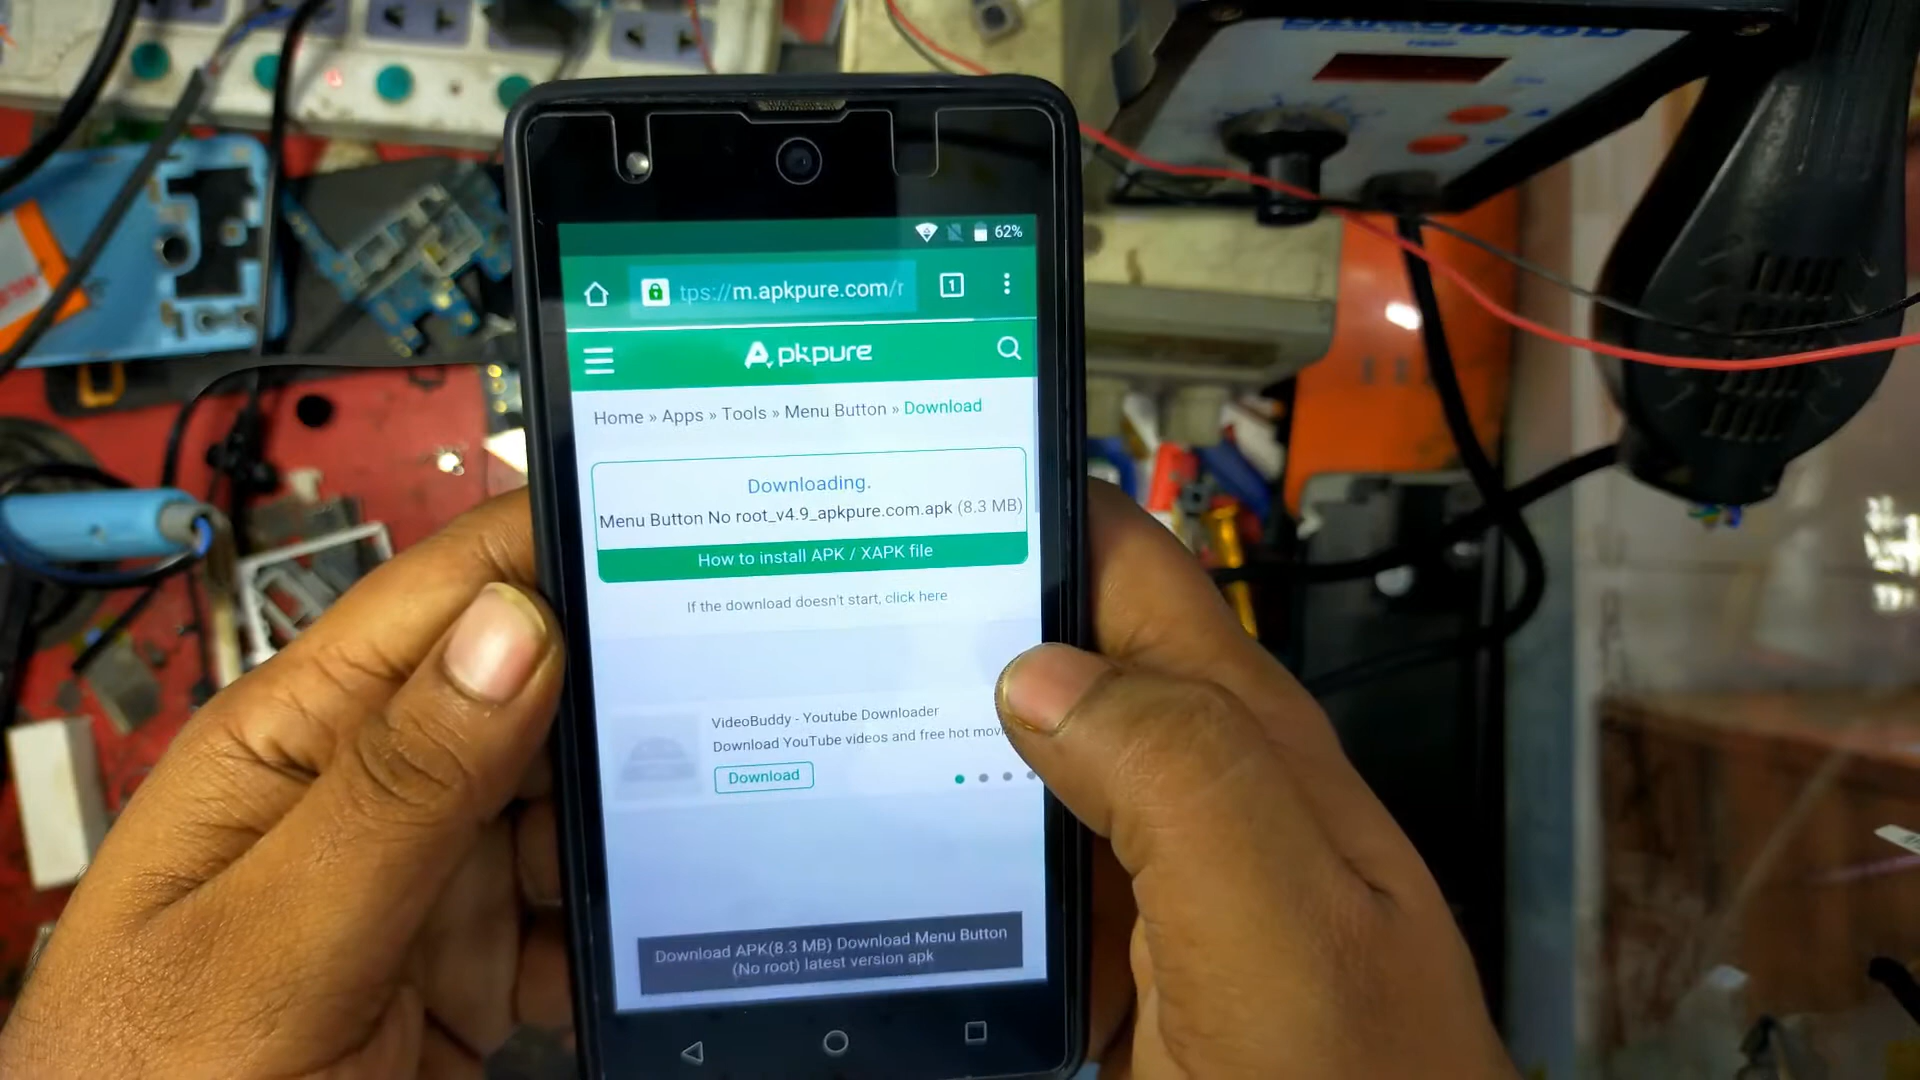 62%
tps://m.apkpure.com/r
1
Apkpure
Home » Apps » Tools » Menu Button » Download
Downloading.
Menu Button No root_v4.9_apkpure.com.apk (8.3 MB)
How to install APK / XAPK file
If the download doesn't start, click here
VideoBuddy - Youtube Downloader
Download YouTube videos and free hot movi
Download
Download APK(8.3 MB) Download Menu Button
(No root) latest version apk